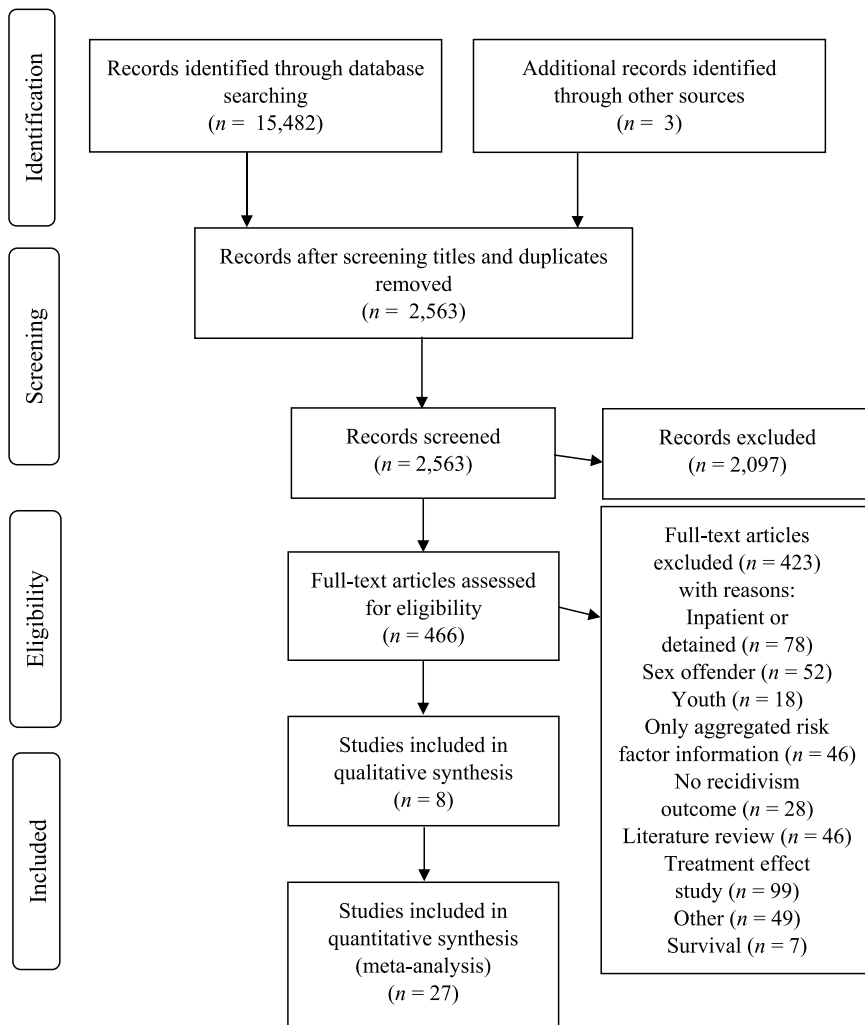 Identification
Records identified through database
searching
(n = 15,482)
Additional records identified
through other sources
(n = 3)
Records after screening titles and duplicates
removed
(n = 2,563)
Screening
Records screened
(n = 2,563)
Records excluded
(n = 2,097)
Eligibility
Full-text articles assessed
for eligibility
(n = 466)
Full-text articles
excluded (n = 423)
with reasons:
Inpatient or
detained (n = 78)
Sex offender (n = 52)
Youth (n = 18)
Only aggregated risk
factor information (n = 46)
No recidivism
outcome (n = 28)
Literature review (n = 46)
Treatment effect
study (n = 99)
Other (n = 49)
Survival (n = 7)
Included
Studies included in
qualitative synthesis
(n = 8)
Studies included in
quantitative synthesis
(meta-analysis)
(n = 27)